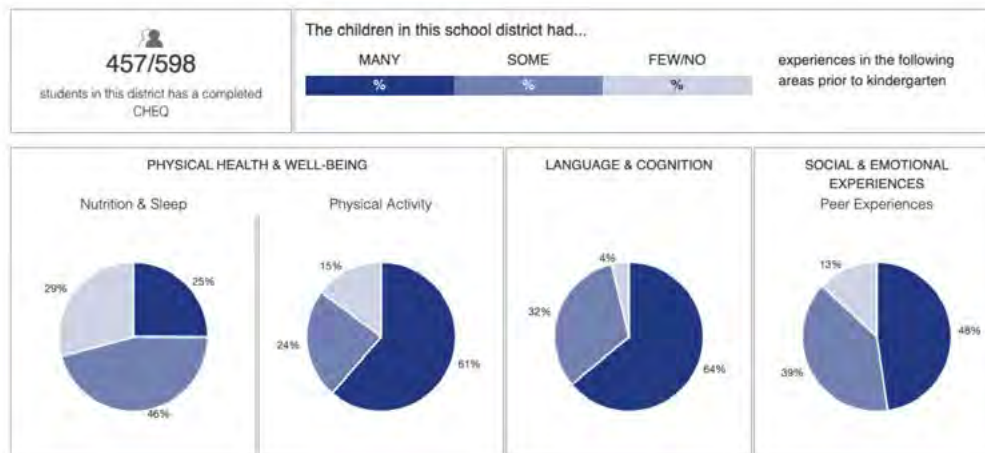 457/598
students in this district has a completed
CHEQ
The children in this school district had...
MANY
SOME
FEW/NO
%
%
%
experiences in the following
areas prior to kindergarten
PHYSICAL HEALTH & WELL-BEING
Nutrition & Sleep
Physical Activity
29%
25%
46%
15%
24%
61%
LANGUAGE & COGNITION
4%
32%
64%
SOCIAL & EMOTIONAL
EXPERIENCES
Peer Experiences
13%
48%
39%